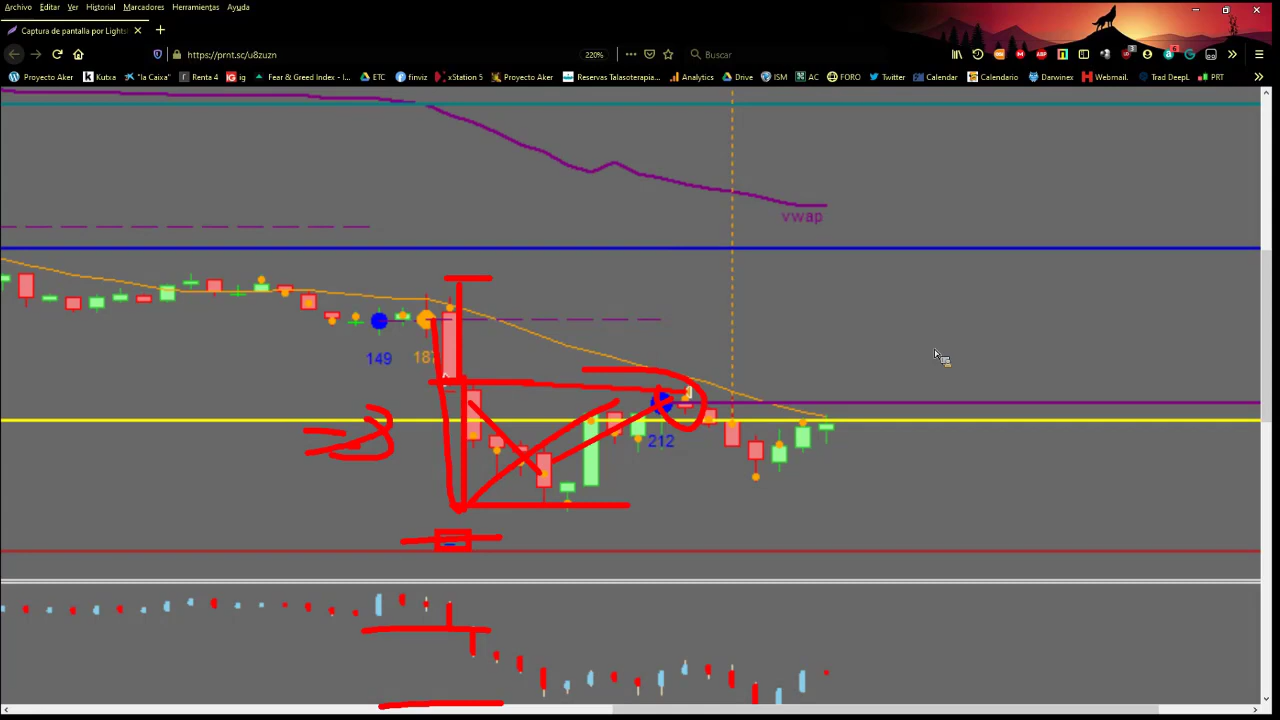 Archivo Editar Ver Historial Marcadores Herramientas Ayuda
Captura de pantalla por Lights
https://prnt.sc/u8zuzn
220%
Buscar
Proyecto Aker Kutxa "la Caixa" Renta 4 ig Fear & Greed Index - I... ETC finviz xStation 5 Proyecto Aker Reservas Talasoterapia... Analytics Drive ISM AC FORO Twitter Calendar Calendario Darwinex Webmail. Trad DeepL PRT
vwap
149
187
212